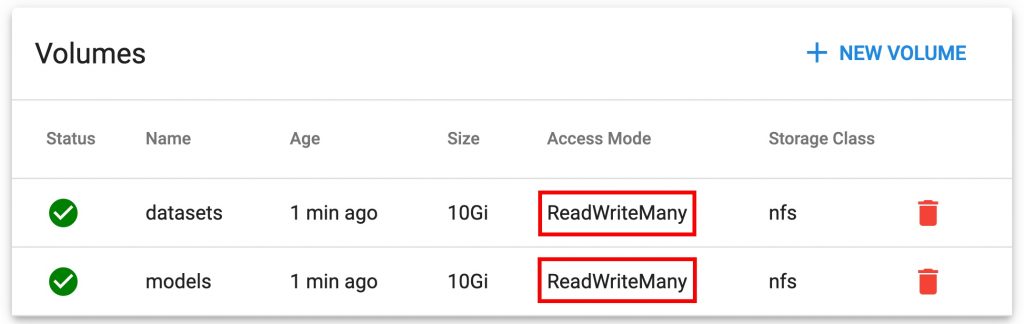 Volumes + NEW VOLUME
Status Name Age Size Access Mode Storage Class
datasets 1 min ago 10Gi ReadWriteMany nfs
models 1 min ago 10Gi ReadWriteMany nfs